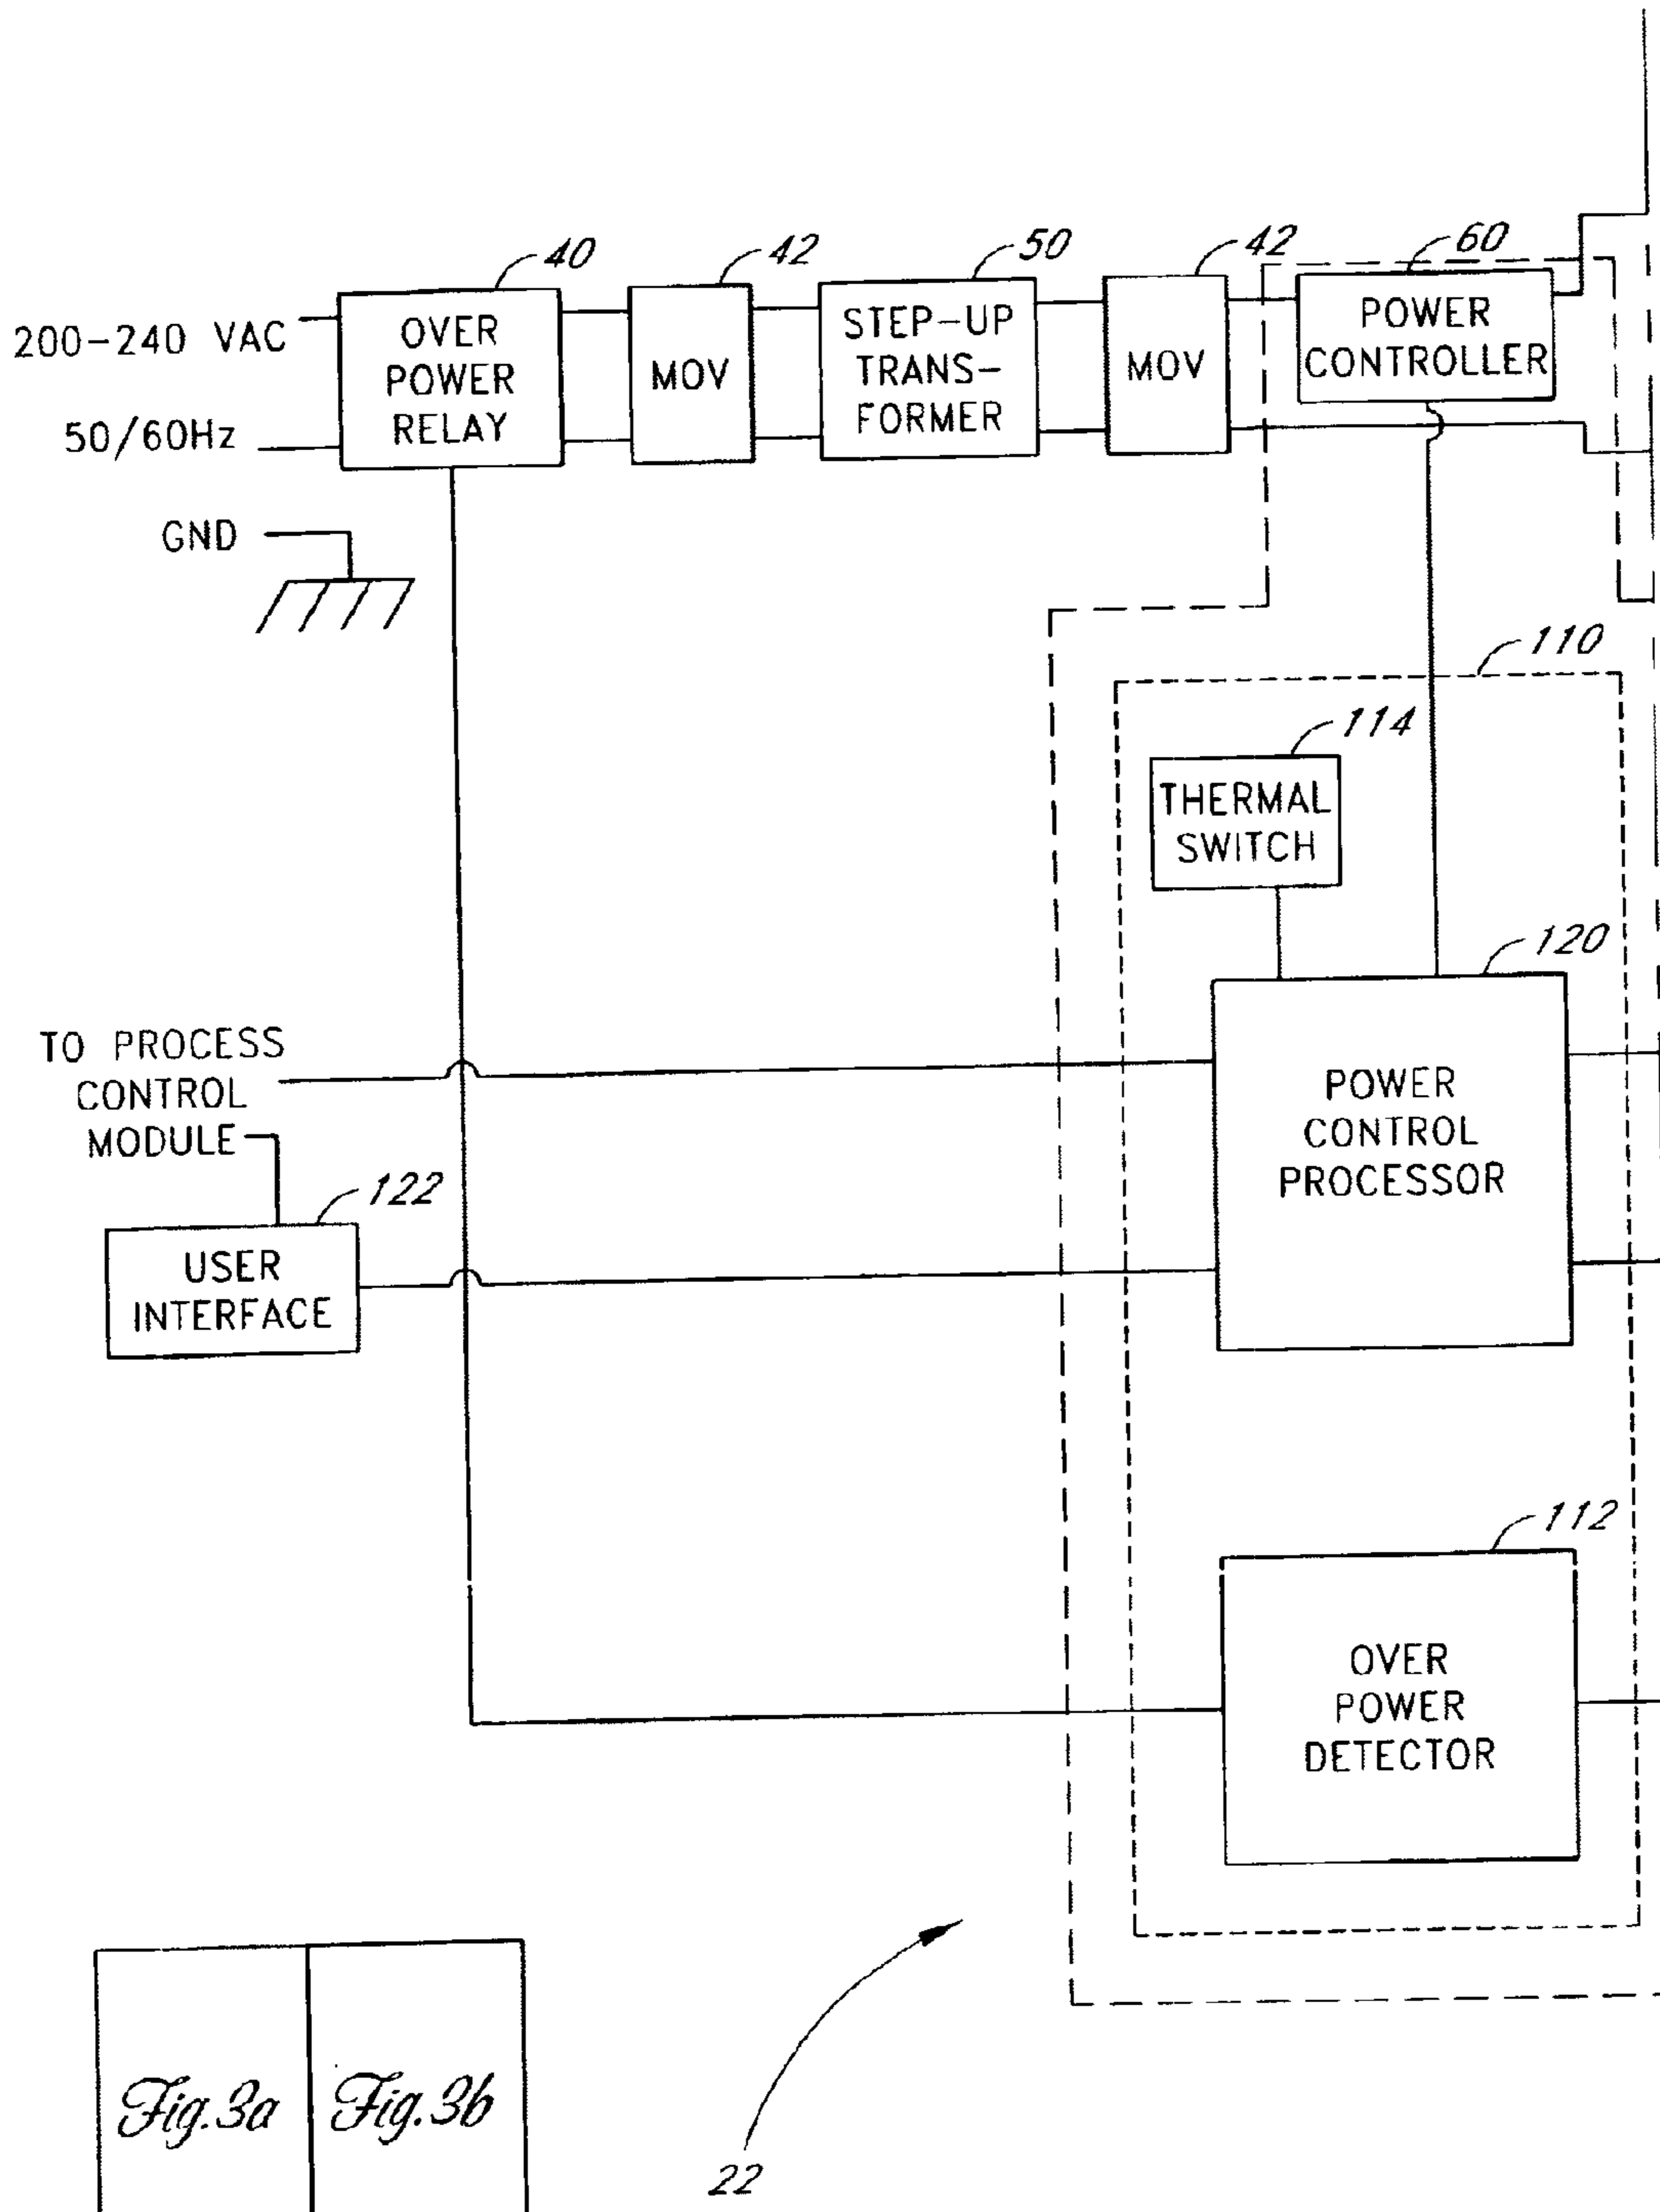 40
42
50
42
60
200-240 VAC
50/60Hz
GND
OVER
POWER
RELAY
MOV
STEP-UP
TRANS-
FORMER
MOV
POWER
CONTROLLER
110
114
THERMAL
SWITCH
120
TO PROCESS
CONTROL
MODULE
POWER
CONTROL
PROCESSOR
122
USER
INTERFACE
112
OVER
POWER
DETECTOR
Fig.3a
Fig.3b
22